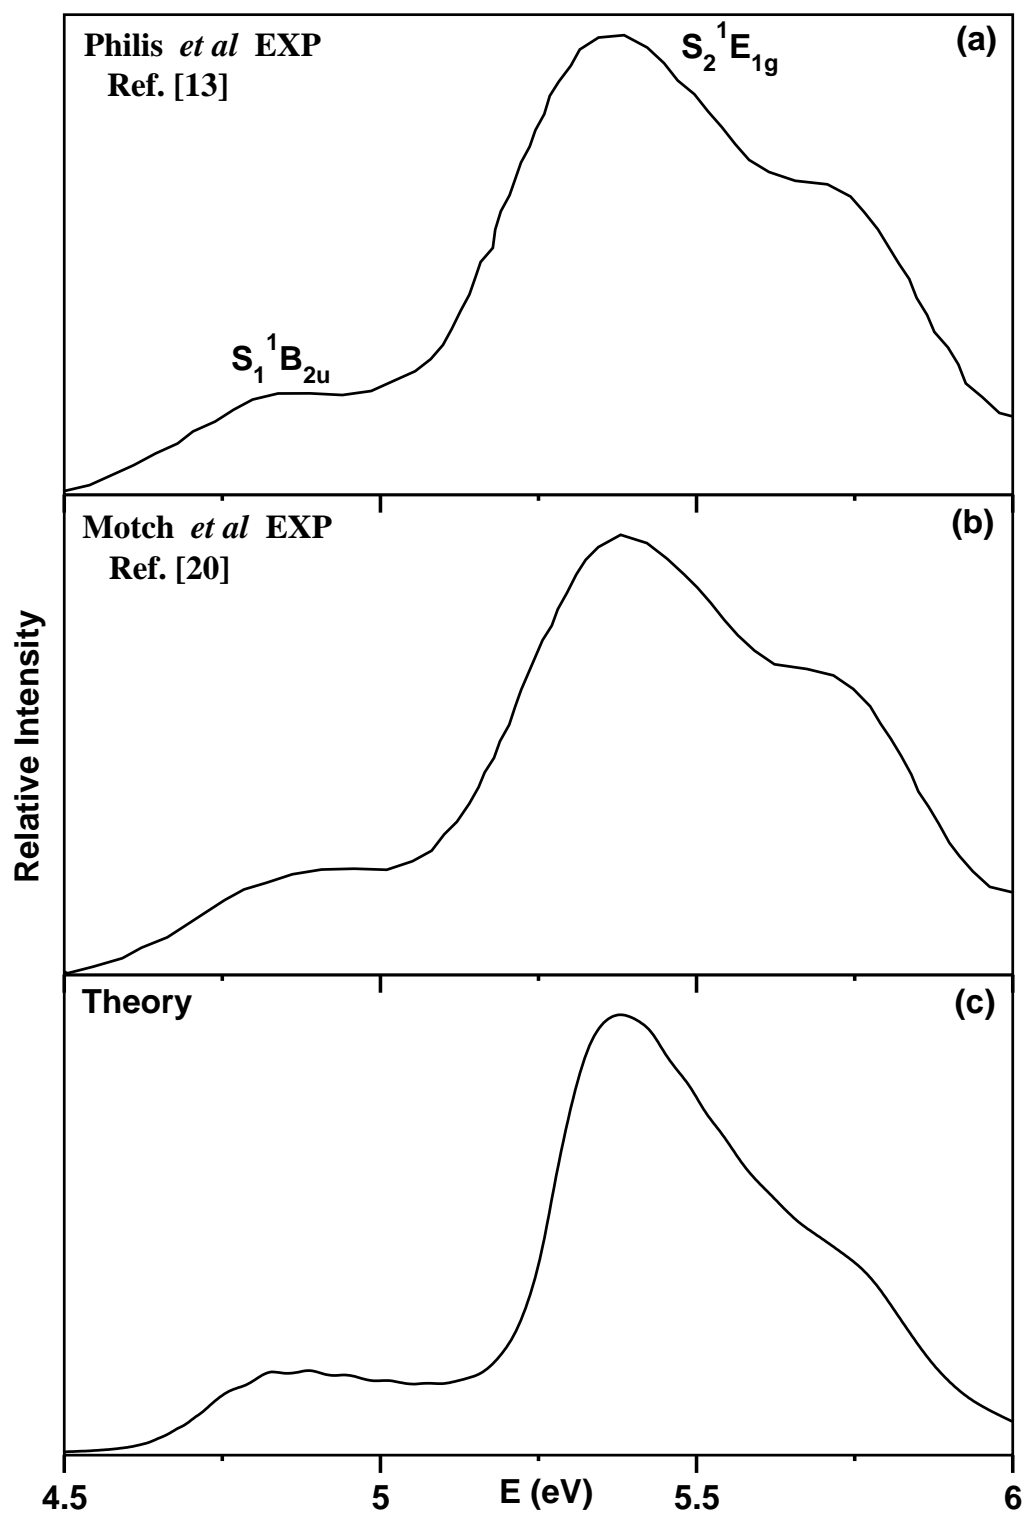 Philis et al EXP
Ref. [13]
S2 1E1g
(a)
S1 1B2u
Motch et al EXP
Ref. [20]
(b)
Relative Intensity
Theory
(c)
4.5 5 5.5 6
E (eV)